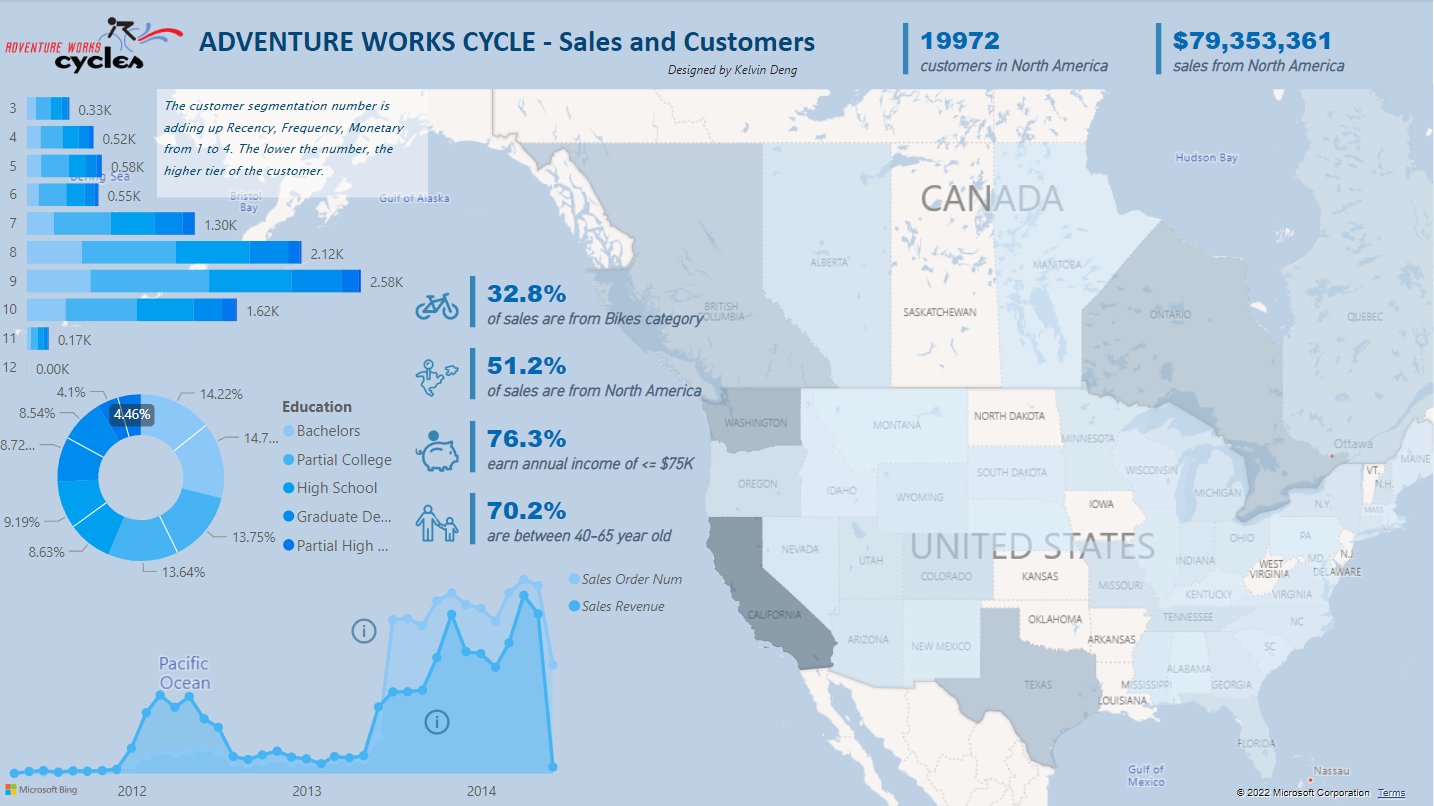 ADVENTURE WORKS
cycles
ADVENTURE WORKS CYCLE - Sales and Customers
Designed by Kelvin Deng
19972
customers in North America
$79,353,361
sales from North America
3 0.33K
4 0.52K
5 0.58K
6 0.55K
7 1.30K
8 2.12K
9 2.58K
10 1.62K
11 0.17K
12 0.00K
The customer segmentation number is
adding up Recency, Frequency, Monetary
from 1 to 4. The lower the number, the
higher tier of the customer.
Bering Sea
Bristol
Bay
Gulf of Alaska
Hudson Bay
CANADA
ALBERTA
MANITOBA
BRITISH
COLUMBIA
SASKATCHEWAN
ONTARIO
QUEBEC
32.8%
of sales are from Bikes category
51.2%
of sales are from North America
76.3%
earn annual income of <= $75K
70.2%
are between 40-65 year old
4.1%
4.46%
14.22%
8.54%
14.7...
8.72...
9.19%
13.75%
8.63%
13.64%
Education
Bachelors
Partial College
High School
Graduate De...
Partial High ...
WASHINGTON
MONTANA
NORTH DAKOTA
MINNESOTA
Ottawa
MAINE
VT.
N.H.
OREGON
IDAHO
WYOMING
SOUTH DAKOTA
WISCONSIN
MICHIGAN
N.Y.
MASS.
IOWA
UNITED STATES
NEVADA
UTAH
COLORADO
KANSAS
MISSOURI
INDIANA
OHIO
PA
N.J.
MD
DELAWARE
WEST
VIRGINIA
KENTUCKY
VIRGINIA
CALIFORNIA
ARIZONA
NEW MEXICO
OKLAHOMA
ARKANSAS
TENNESSEE
NC
SC
TEXAS
MISSISSIPPI
ALABAMA
GEORGIA
LOUISIANA
FLORIDA
Gulf of
Mexico
Nassau
Sales Order Num
Sales Revenue
Pacific
Ocean
2012
2013
2014
Microsoft Bing
© 2022 Microsoft Corporation Terms